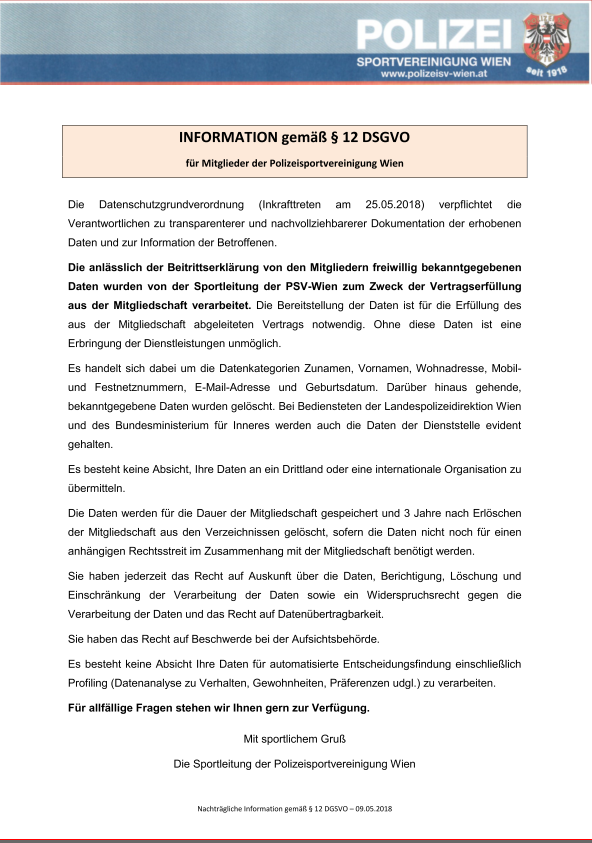 POLIZEI
SPORTVEREINIGUNG WIEN
www.polizeisv-wien.at
seit 1918
INFORMATION gemäß § 12 DSGVO
für Mitglieder der Polizeisportvereinigung Wien
Die Datenschutzgrundverordnung (Inkrafttreten am 25.05.2018) verpflichtet die
Verantwortlichen zu transparenterer und nachvollziehbarerer Dokumentation der erhobenen
Daten und zur Information der Betroffenen.
Die anlässlich der Beitrittserklärung von den Mitgliedern freiwillig bekanntgegebenen
Daten wurden von der Sportleitung der PSV-Wien zum Zweck der Vertragserfüllung
aus der Mitgliedschaft verarbeitet. Die Bereitstellung der Daten ist für die Erfüllung des
aus der Mitgliedschaft abgeleiteten Vertrags notwendig. Ohne diese Daten ist eine
Erbringung der Dienstleistungen unmöglich.
Es handelt sich dabei um die Datenkategorien Zunamen, Vornamen, Wohnadresse, Mobil-
und Festnetznummern, E-Mail-Adresse und Geburtsdatum. Darüber hinaus gehende,
bekanntgegebene Daten wurden gelöscht. Bei Bediensteten der Landespolizeidirektion Wien
und des Bundesministerium für Inneres werden auch die Daten der Dienststelle evident
gehalten.
Es besteht keine Absicht, Ihre Daten an ein Drittland oder eine internationale Organisation zu
übermitteln.
Die Daten werden für die Dauer der Mitgliedschaft gespeichert und 3 Jahre nach Erlöschen
der Mitgliedschaft aus den Verzeichnissen gelöscht, sofern die Daten nicht noch für einen
anhängigen Rechtsstreit im Zusammenhang mit der Mitgliedschaft benötigt werden.
Sie haben jederzeit das Recht auf Auskunft über die Daten, Berichtigung, Löschung und
Einschränkung der Verarbeitung der Daten sowie ein Widerspruchsrecht gegen die
Verarbeitung der Daten und das Recht auf Datenübertragbarkeit.
Sie haben das Recht auf Beschwerde bei der Aufsichtsbehörde.
Es besteht keine Absicht Ihre Daten für automatisierte Entscheidungsfindung einschließlich
Profiling (Datenanalyse zu Verhalten, Gewohnheiten, Präferenzen udgl.) zu verarbeiten.
Für allfällige Fragen stehen wir Ihnen gern zur Verfügung.
Mit sportlichem Gruß
Die Sportleitung der Polizeisportvereinigung Wien
Nachträgliche Information gemäß § 12 DGSVO – 09.05.2018